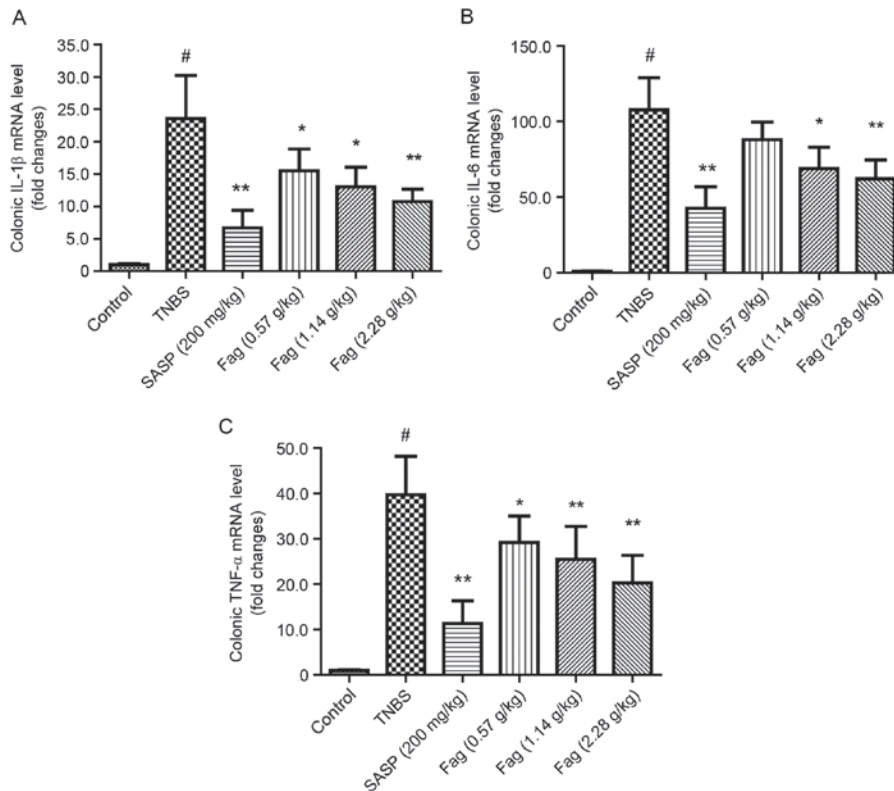 A
Colonic IL-1β mRNA level
(fold changes)
35.0
30.0
25.0
20.0
15.0
10.0
5.0
0.0
#
**
*
*
**
Control
TNBS
SASP (200 mg/kg)
Fag (0.57 g/kg)
Fag (1.14 g/kg)
Fag (2.28 g/kg)
B
Colonic IL-6 mRNA level
(fold changes)
150.0
100.0
50.0
0.0
#
**
*
**
Control
TNBS
SASP (200 mg/kg)
Fag (0.57 g/kg)
Fag (1.14 g/kg)
Fag (2.28 g/kg)
C
Colonic TNF-α mRNA level
(fold changes)
50.0
40.0
30.0
20.0
10.0
0
#
**
*
**
**
Control
TNBS
SASP (200 mg/kg)
Fag (0.57 g/kg)
Fag (1.14 g/kg)
Fag (2.28 g/kg)